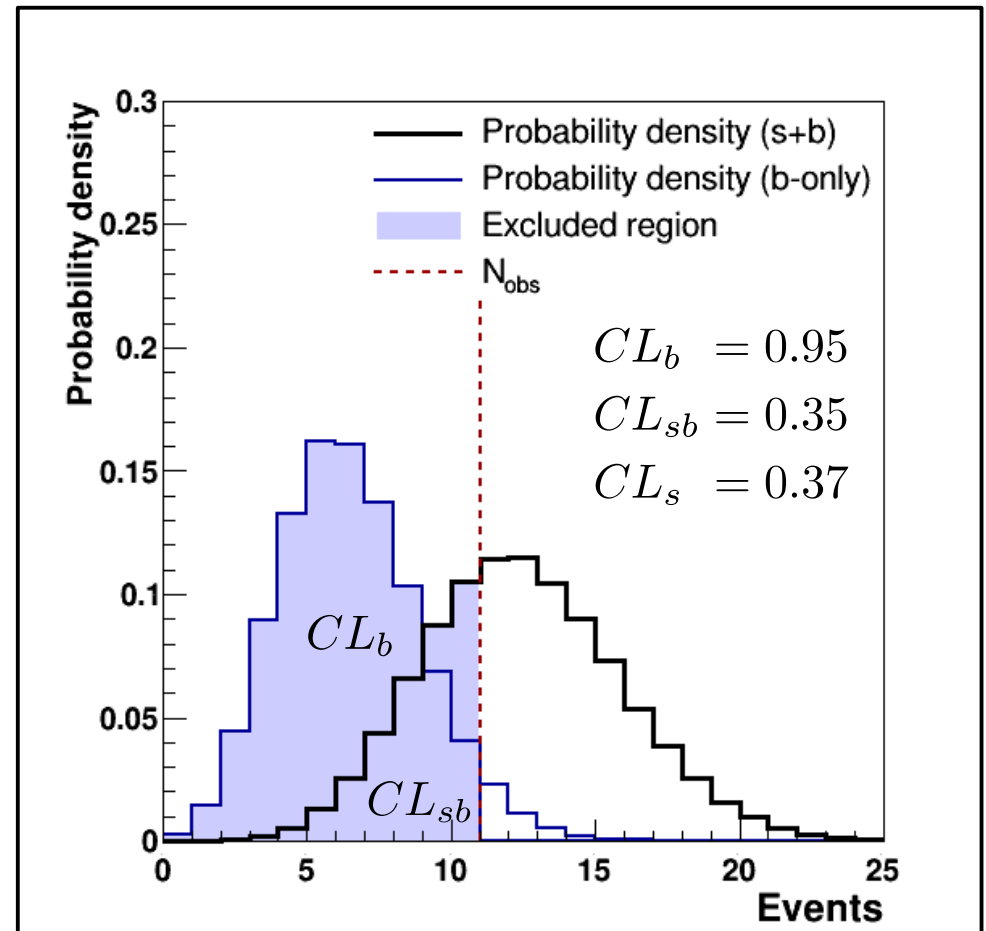 Probability density
0.3
0.25
0.2
0.15
0.1
0.05
0
Probability density (s+b)
Probability density (b-only)
Excluded region
N_obs
CL_b = 0.95
CL_sb = 0.35
CL_s = 0.37
CL_b
CL_sb
0 5 10 15 20 25
Events